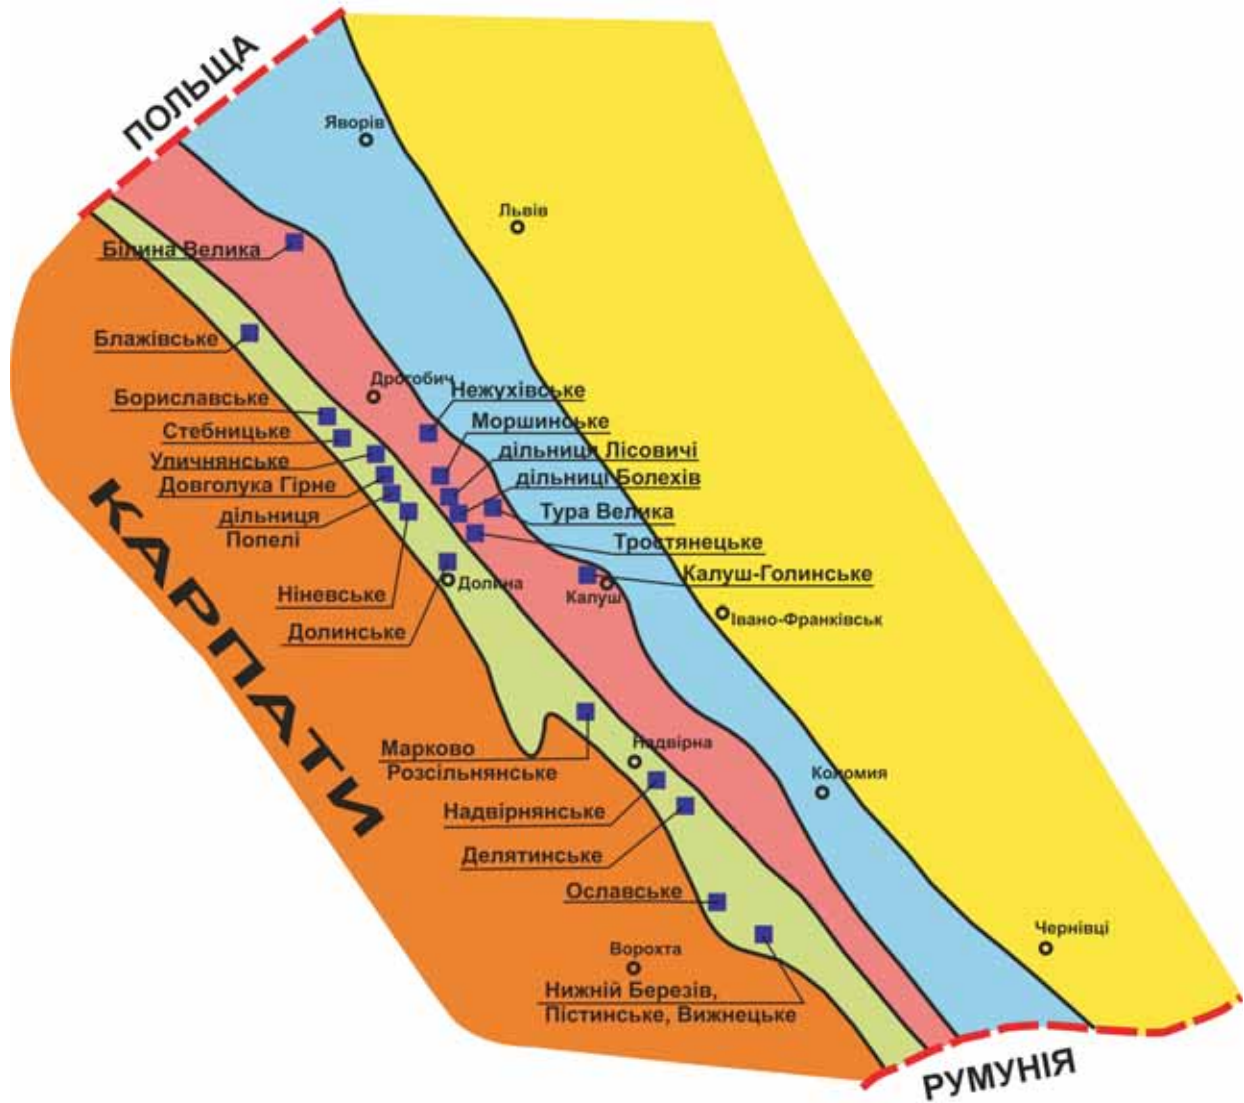 ПОЛЬЩА
Яворів
Львів
Білина Велика
Блажівське
Дрогобич
Нежухівське
Бориславське
Моршинське
Стебницьке
дільниця Лісовичі
Уличнянське
дільниці Болехів
Довголука Гірне
Тура Велика
дільниця
Попелі
Тростянецьке
Калуш-Голинське
Калуш
Долина
Ніневське
Івано-Франківськ
Долинське
КАРПАТИ
Марково
Розсільнянське
Надвірна
Коломия
Надвірнянське
Делятинське
Ославське
Чернівці
Ворохта
Нижній Березів,
Пістинське, Вижнецьке
РУМУНІЯ